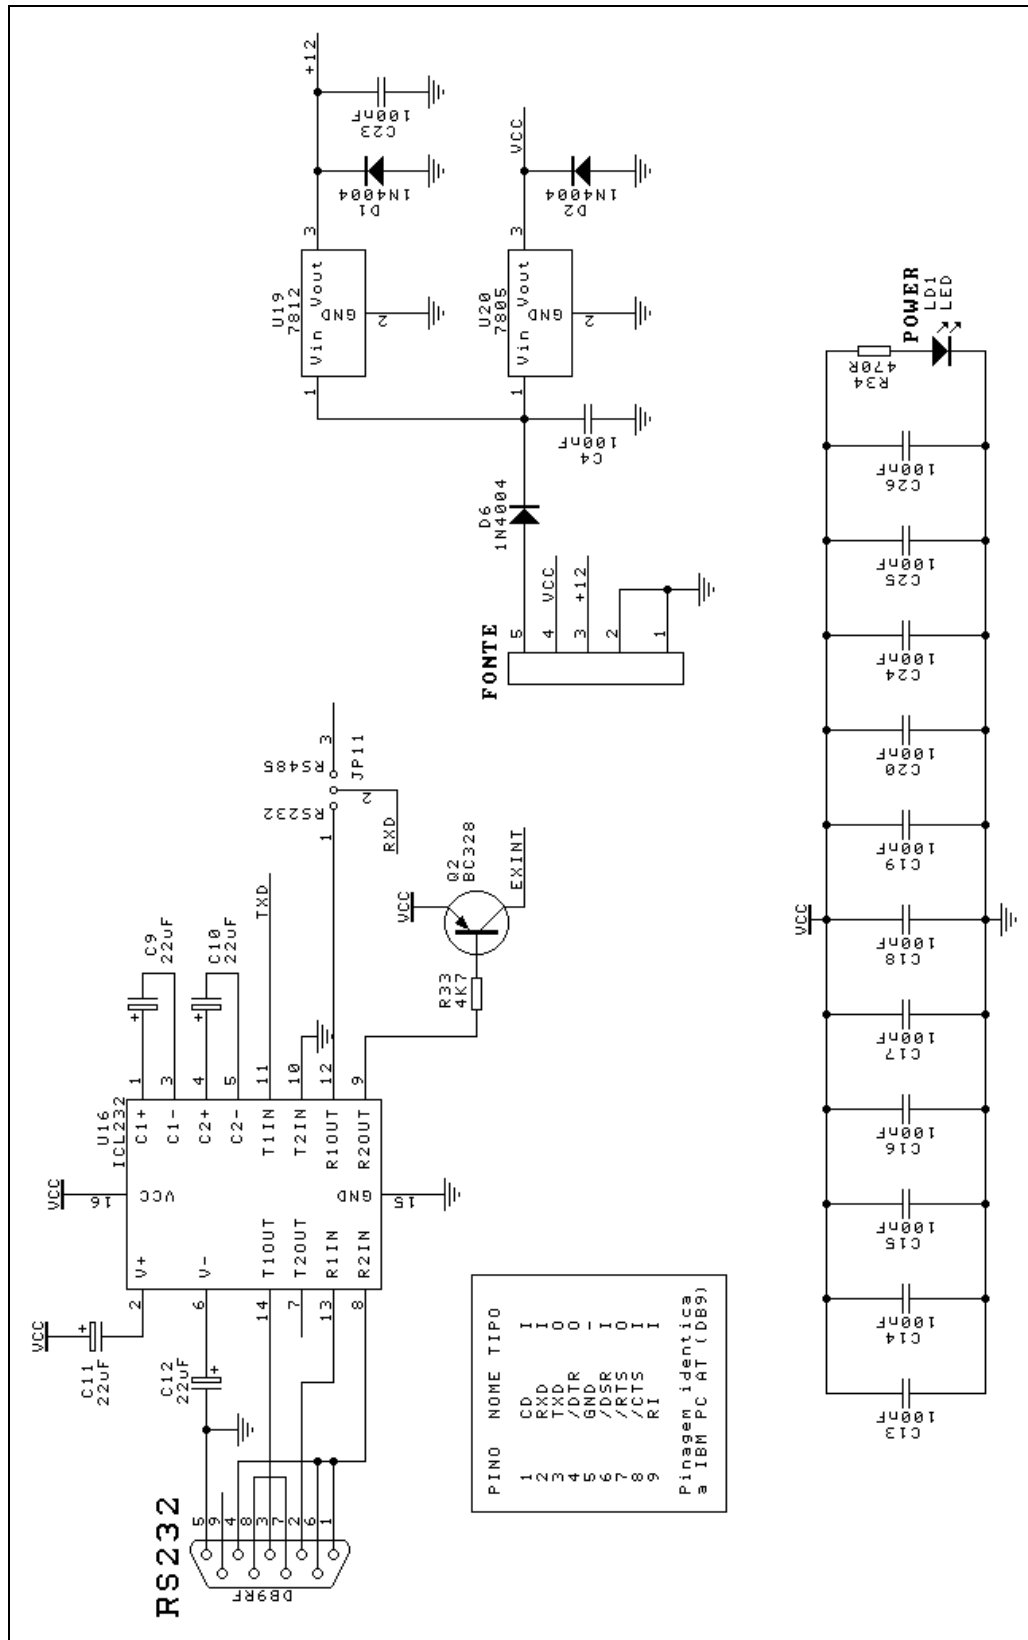 RS232
DB9RF
5
9
4
8
3
7
2
6
1
VCC
C11
22uF
+
C12
22uF
+
U16
ICL232
VCC
16
VCC
2
V+
6
V-
14
T1OUT
7
T2OUT
13
R1IN
8
R2IN
C1+
1
C1-
3
C2+
4
C2-
5
T1IN
11
T2IN
10
R1OUT
12
R2OUT
9
GND
15
+
C9
22uF
+
C10
22uF
TXD
1
RS232
RS485
3
2
JP11
RXD
R33
4K7
VCC
Q2
BC328
EXINT
PINO NOME TIPO
1 CD I
2 RXD I
3 TXD O
4 /DTR O
5 GND -
6 /DSR I
7 /RTS O
8 /CTS I
9 RI I
Pinagem identica
a IBM PC AT (DB9)
FONTE
5
4
3
2
1
VCC
+12
D6
1N4004
C4
100nF
U19
7812
1
Vin
Vout
3
GND
2
D1
1N4004
C23
100nF
+12
U20
7805
1
Vin
Vout
3
GND
2
D2
1N4004
VCC
C13
100nF
C14
100nF
C15
100nF
C16
100nF
C17
100nF
VCC
C18
100nF
C19
100nF
C20
100nF
C24
100nF
C25
100nF
C26
100nF
R34
470R
POWER
LD1
LED